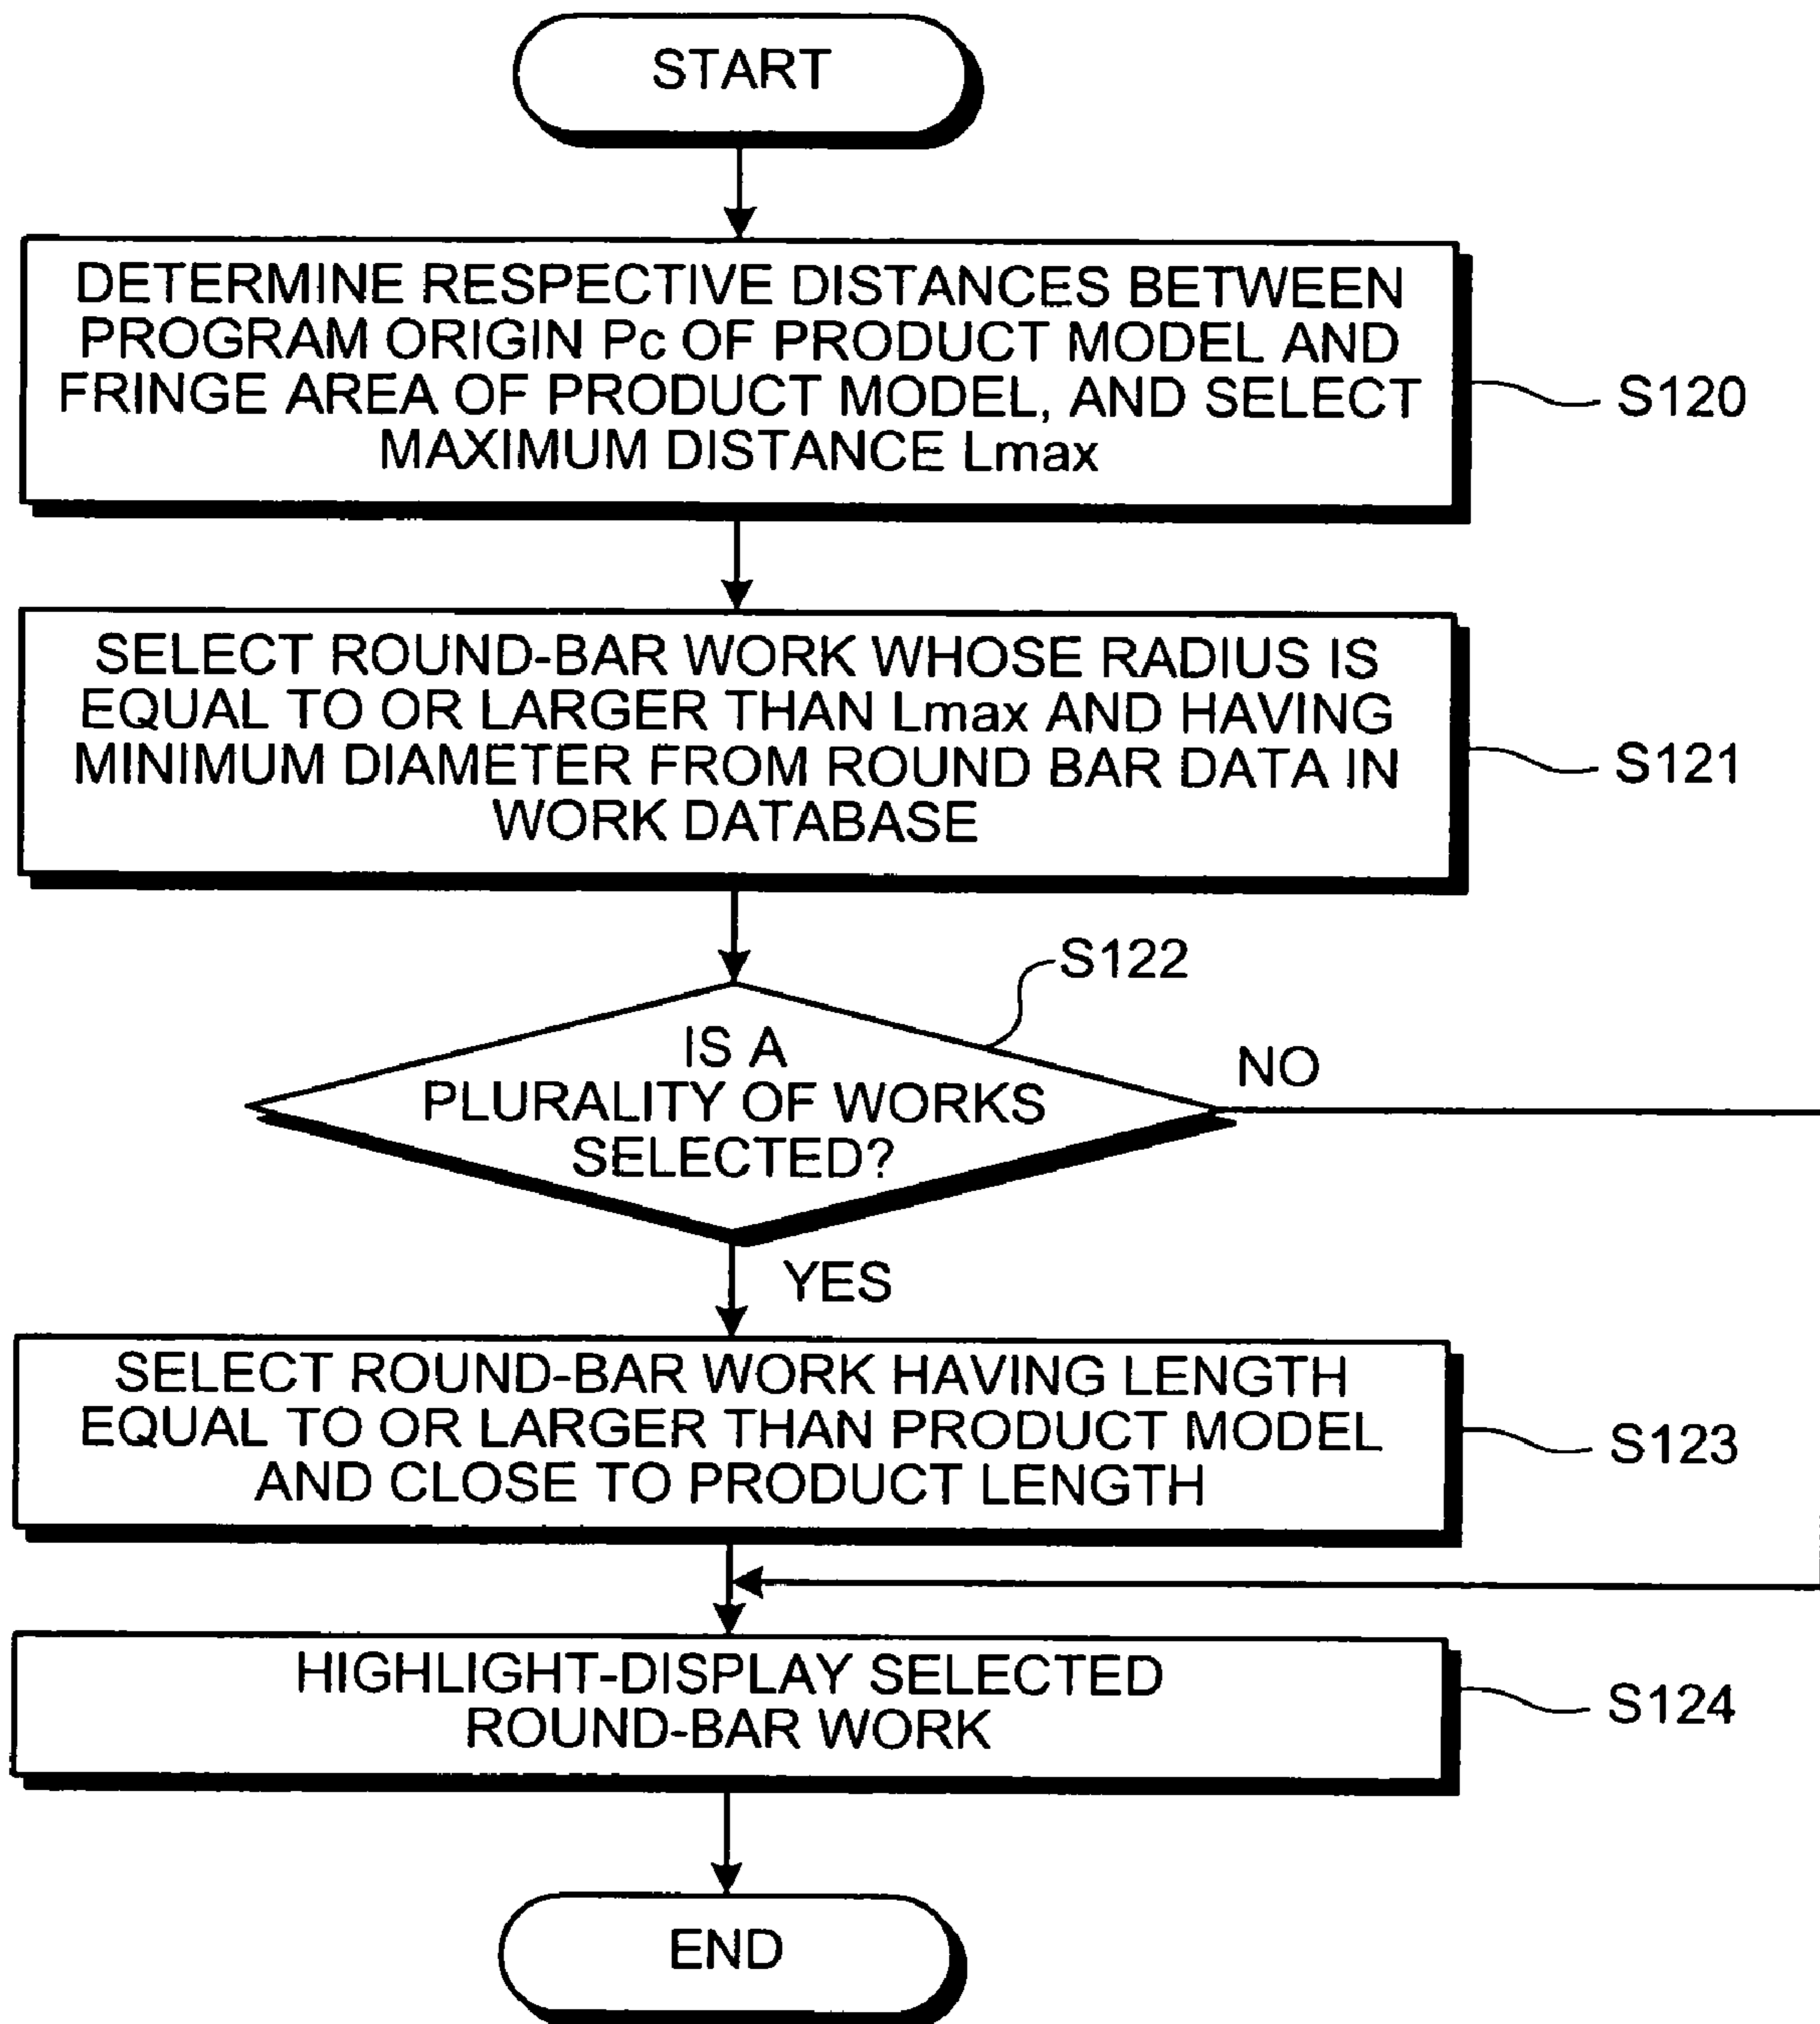 START
DETERMINE RESPECTIVE DISTANCES BETWEEN
PROGRAM ORIGIN Pc OF PRODUCT MODEL AND
FRINGE AREA OF PRODUCT MODEL, AND SELECT
MAXIMUM DISTANCE Lmax
S120
SELECT ROUND-BAR WORK WHOSE RADIUS IS
EQUAL TO OR LARGER THAN Lmax AND HAVING
MINIMUM DIAMETER FROM ROUND BAR DATA IN
WORK DATABASE
S121
S122
IS A
PLURALITY OF WORKS
SELECTED?
NO
YES
SELECT ROUND-BAR WORK HAVING LENGTH
EQUAL TO OR LARGER THAN PRODUCT MODEL
AND CLOSE TO PRODUCT LENGTH
S123
HIGHLIGHT-DISPLAY SELECTED
ROUND-BAR WORK
S124
END